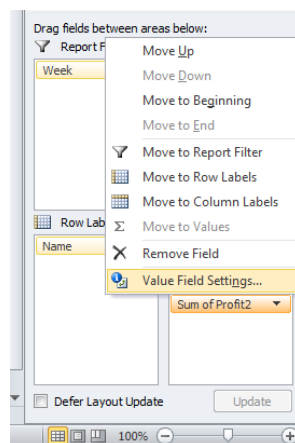 Drag fields between areas below:
Report F
Week
Move Up
Move Down
Move to Beginning
Move to End
Move to Report Filter
Move to Row Labels
Move to Column Labels
Σ Move to Values
Remove Field
Value Field Settings...
Row Lab
Name
Sum of Profit2
Defer Layout Update
Update
100%